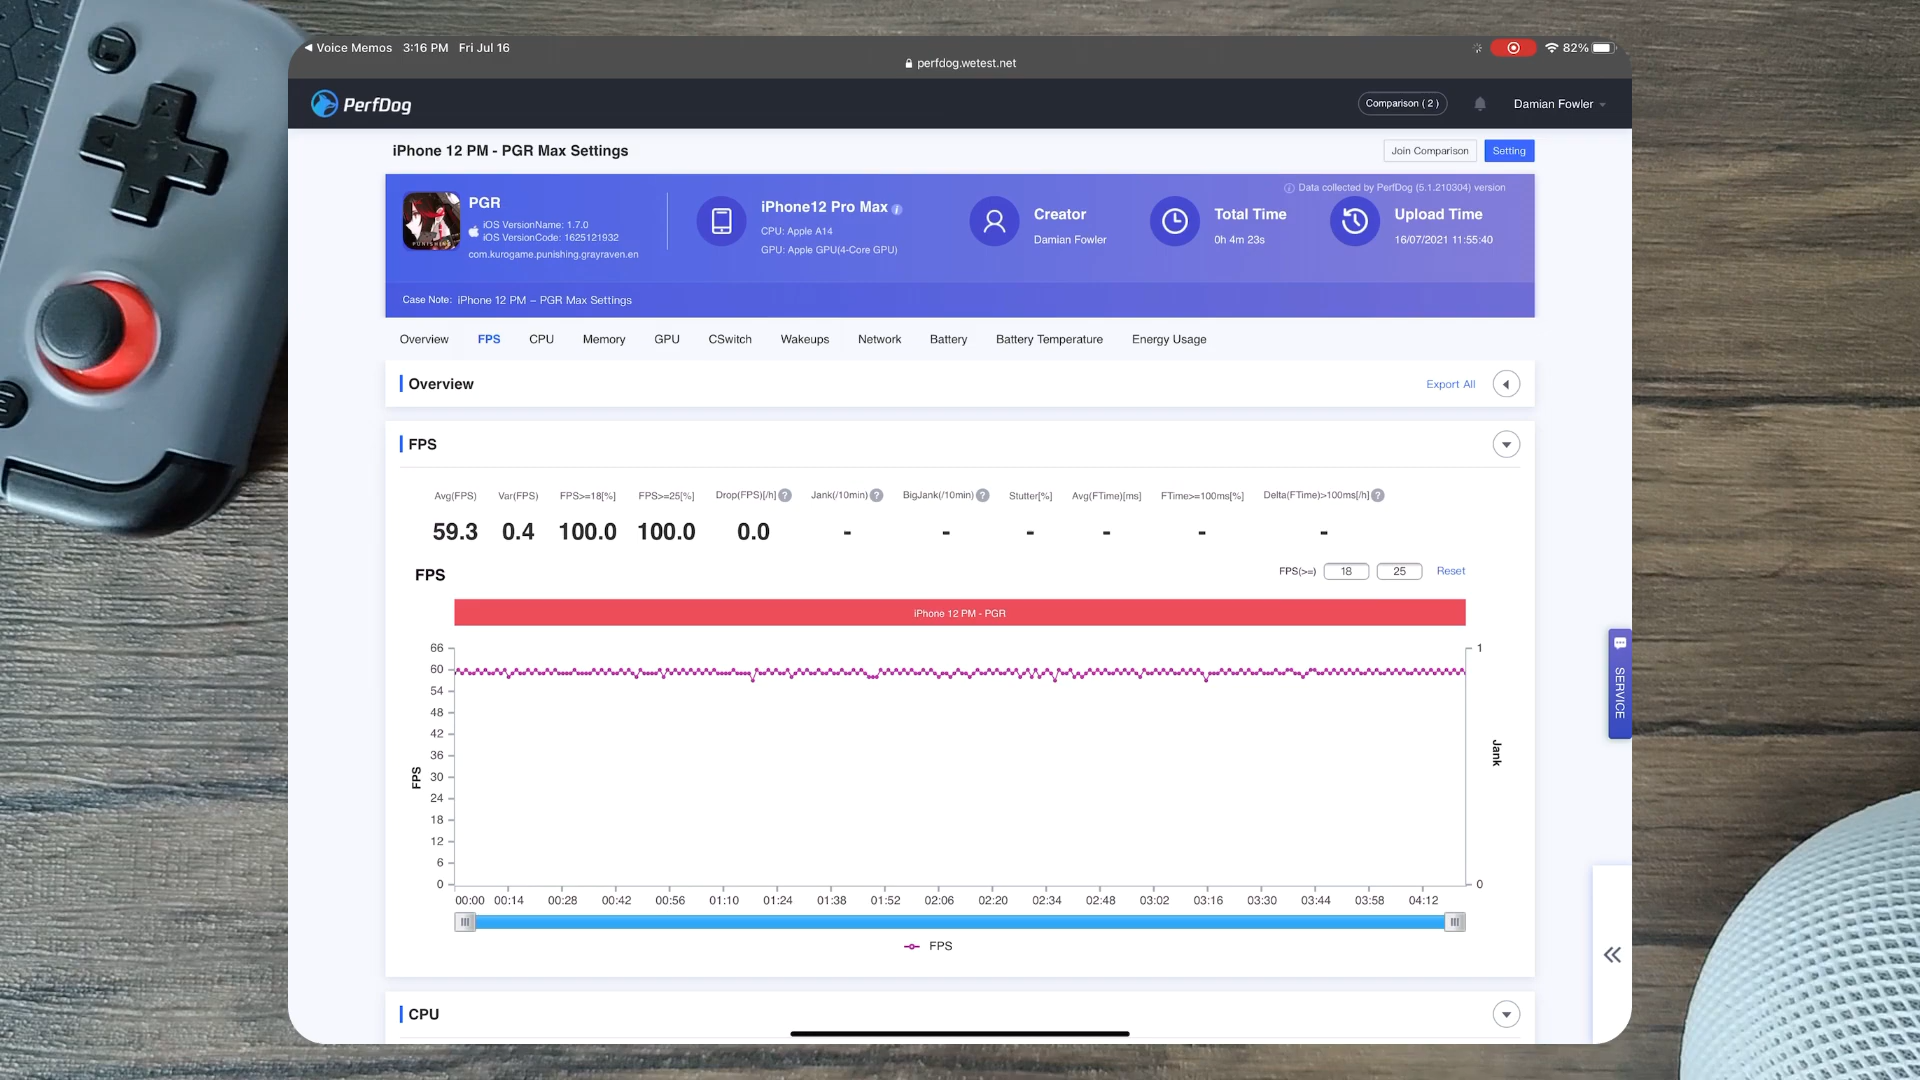 Voice Memos 3:16 PM Fri Jul 16
82%
perfdog.wetest.net
PerfDog
Comparison ( 2 )
Damian Fowler
iPhone 12 PM - PGR Max Settings
Join Comparison
Setting
Data collected by PerfDog (5.1.210304) version
PGR
iOS VersionName: 1.7.0
iOS VersionCode: 1625121932
com.kurogame.punishing.grayraven.en
PUNISHING
iPhone12 Pro Max
CPU: Apple A14
GPU: Apple GPU(4-Core GPU)
Creator
Damian Fowler
Total Time
0h 4m 23s
Upload Time
16/07/2021 11:55:40
Case Note: iPhone 12 PM – PGR Max Settings
Overview FPS CPU Memory GPU CSwitch Wakeups Network Battery Battery Temperature Energy Usage
Overview
Export All
FPS
Avg(FPS) Var(FPS) FPS>=18[%] FPS>=25[%] Drop(FPS)[/h] ? Jank(/10min) ? BigJank(/10min) ? Stutter[%] Avg(FTime)[ms] FTime>=100ms[%] Delta(FTime)>100ms[/h] ?
59.3 0.4 100.0 100.0 0.0 - - - - - -
FPS
FPS(>=) 18 25 Reset
iPhone 12 PM - PGR
66
60
54
48
42
36
30
24
18
12
6
0
FPS
1
0
Jank
00:00 00:14 00:28 00:42 00:56 01:10 01:24 01:38 01:52 02:06 02:20 02:34 02:48 03:02 03:16 03:30 03:44 03:58 04:12
FPS
SERVICE
CPU